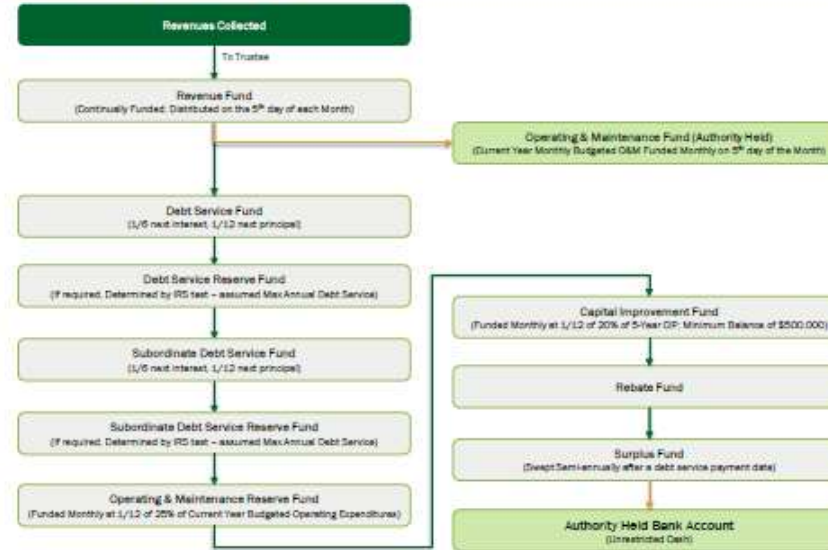 Revenues Collected
To Trustee
Revenue Fund
(Continually Funded; Distributed on the 5th day of each Month)
Operating & Maintenance Fund (Authority Held)
(Current Year Monthly Budgeted O&M Funded Monthly on 5th day of the Month)
Debt Service Fund
(1/6 next interest, 1/12 next principal)
Debt Service Reserve Fund
(If required, Determined by IRS test – assumed Max Annual Debt Service)
Subordinate Debt Service Fund
(1/6 next interest, 1/12 next principal)
Subordinate Debt Service Reserve Fund
(If required, Determined by IRS test – assumed Max Annual Debt Service)
Operating & Maintenance Reserve Fund
(Funded Monthly at 1/12 of 25% of Current Year Budgeted Operating Expenditures)
Capital Improvement Fund
(Funded Monthly at 1/12 of 20% of 5-Year CIP; Minimum Balance of $500,000)
Rebate Fund
Surplus Fund
(Swept Semi-annually after a debt service payment date)
Authority Held Bank Account
(Unrestricted Cash)